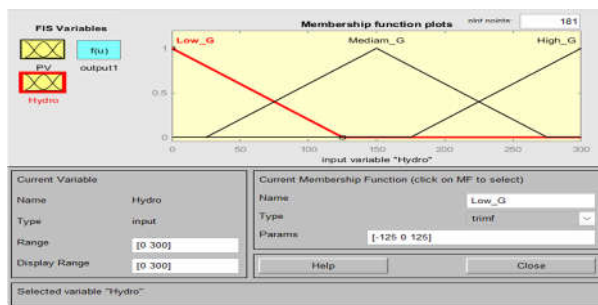 FIS Variables
Membership function plots
plot points:
181
PV
f(u)
output1
Hydro
Low_G
Mediam_G
High_G
1
0.5
0
0
50
100
150
200
250
300
input variable "Hydro"
Current Variable
Name
Hydro
Type
input
Range
[0 300]
Display Range
[0 300]
Current Membership Function (click on MF to select)
Name
Low_G
Type
trimf
Params
[-125 0 125]
Help
Close
Selected variable "Hydro"